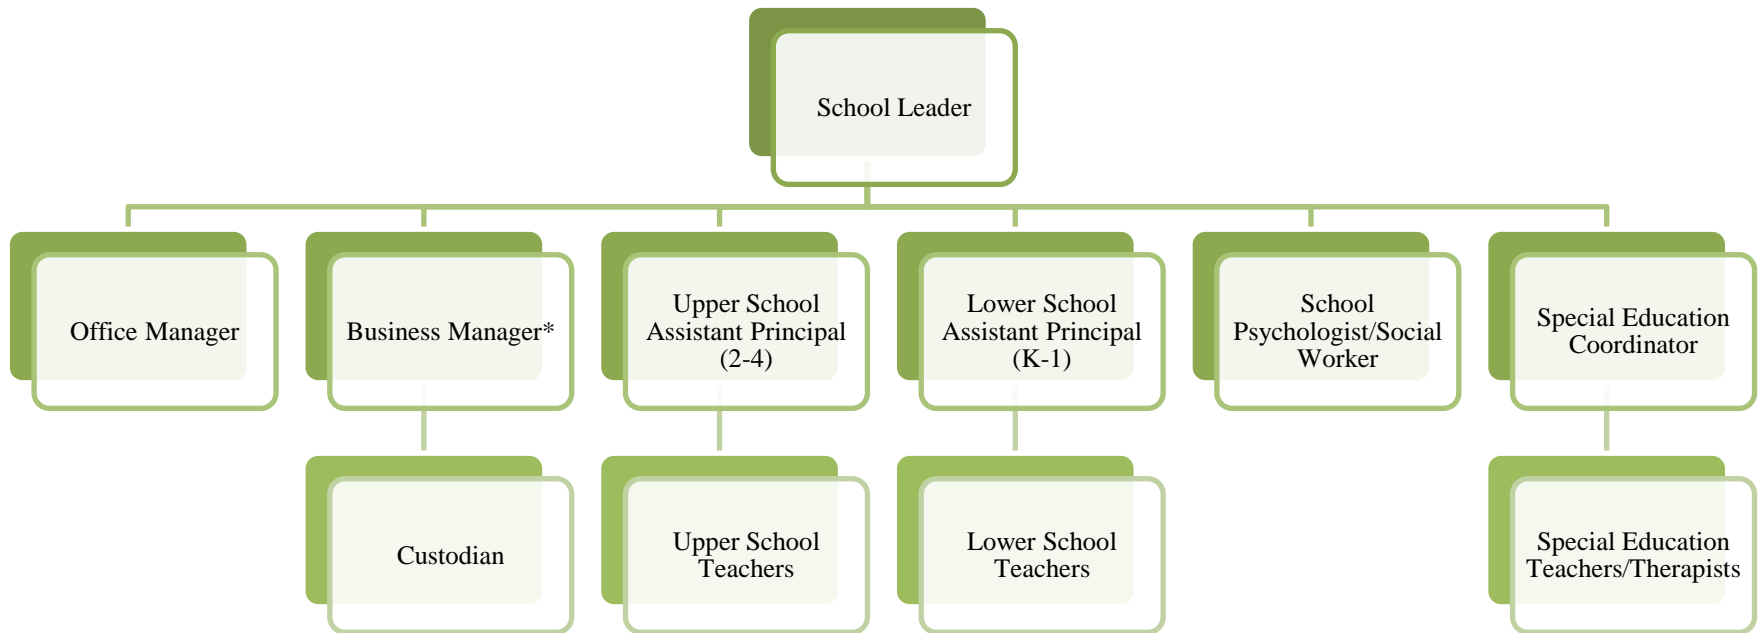 School Leader
Office Manager
Business Manager*
Upper School
Assistant Principal
(2-4)
Lower School
Assistant Principal
(K-1)
School
Psychologist/Social
Worker
Special Education
Coordinator
Custodian
Upper School
Teachers
Lower School
Teachers
Special Education
Teachers/Therapists